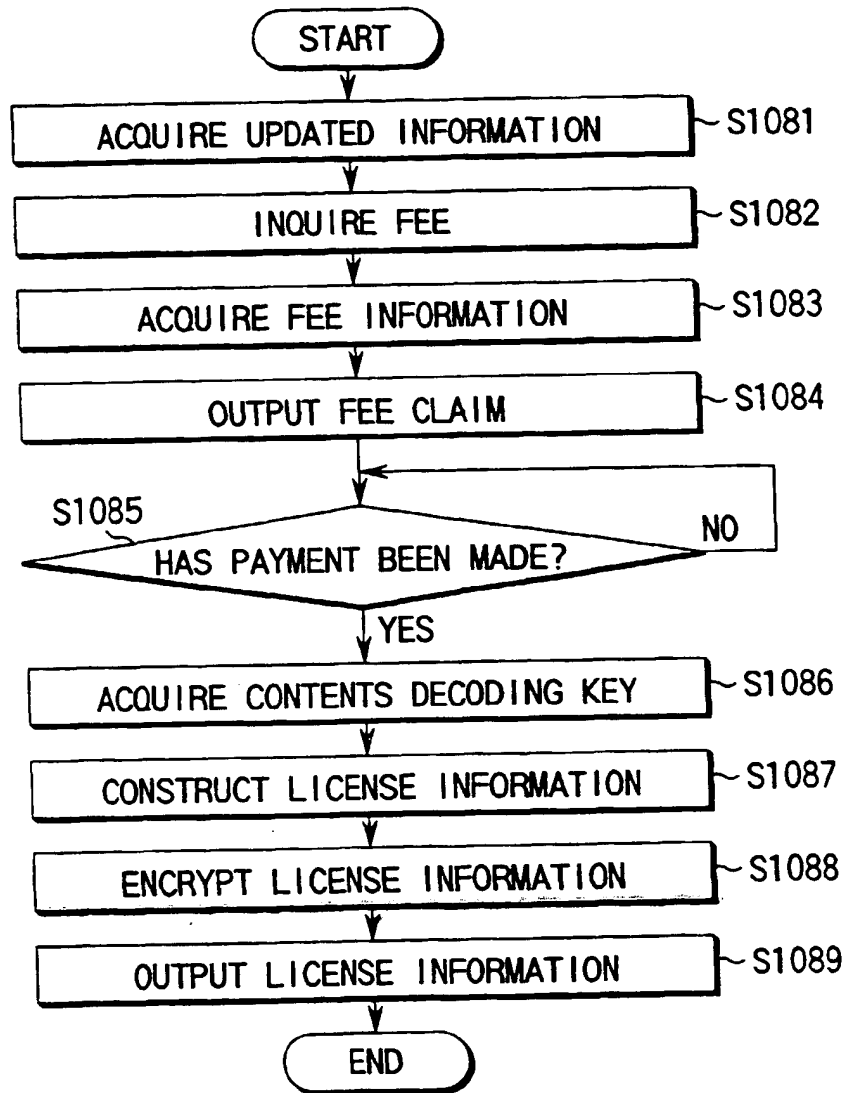 START
ACQUIRE UPDATED INFORMATION
S1081
INQUIRE FEE
S1082
ACQUIRE FEE INFORMATION
S1083
OUTPUT FEE CLAIM
S1084
S1085
HAS PAYMENT BEEN MADE?
NO
YES
ACQUIRE CONTENTS DECODING KEY
S1086
CONSTRUCT LICENSE INFORMATION
S1087
ENCRYPT LICENSE INFORMATION
S1088
OUTPUT LICENSE INFORMATION
S1089
END